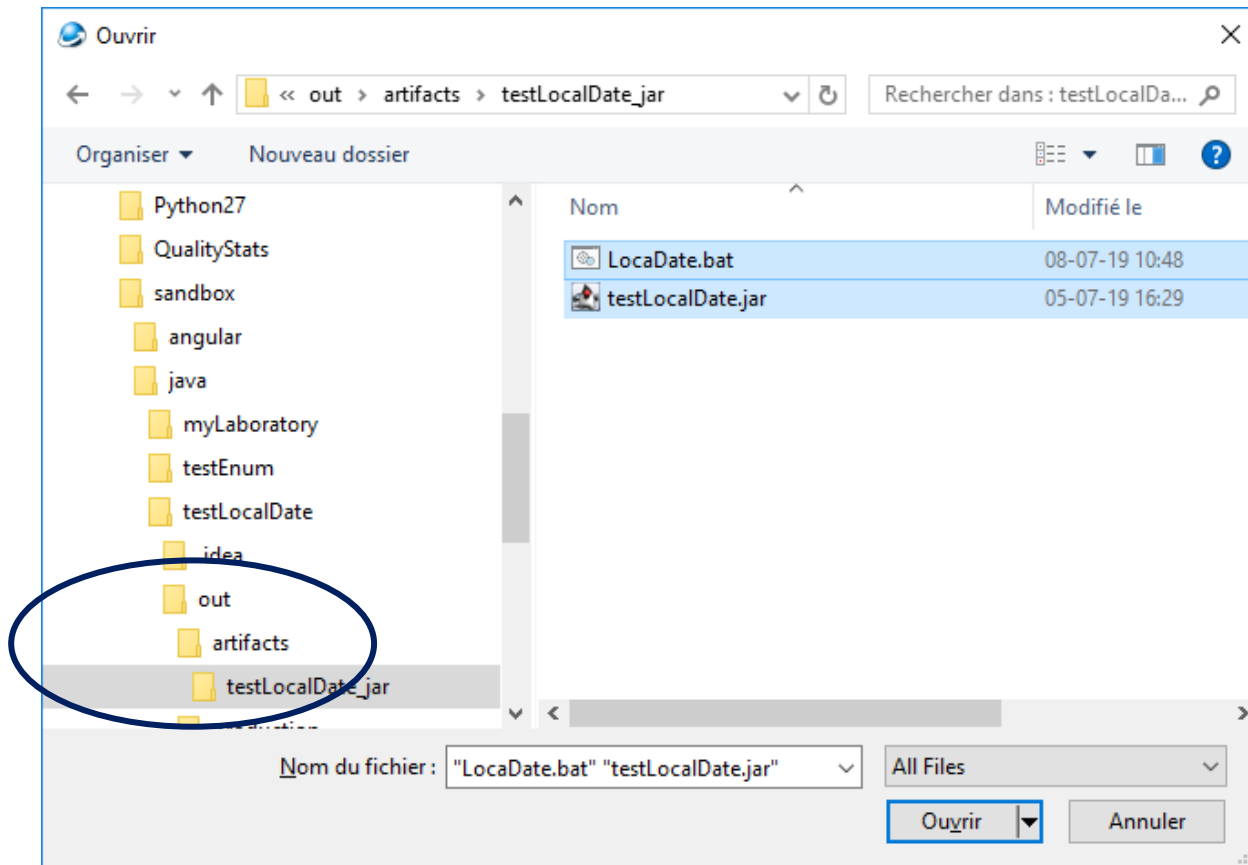 Ouvrir
« out › artifacts › testLocalDate_jar
Rechercher dans : testLocalDa...
Organiser
Nouveau dossier
?
Nom
Modifié le
LocaDate.bat 08-07-19 10:48
testLocalDate.jar 05-07-19 16:29
Python27
QualityStats
sandbox
angular
java
myLaboratory
testEnum
testLocalDate
.idea
out
artifacts
testLocalDate_jar
production
Nom du fichier : "LocaDate.bat" "testLocalDate.jar"
All Files
Ouvrir
Annuler